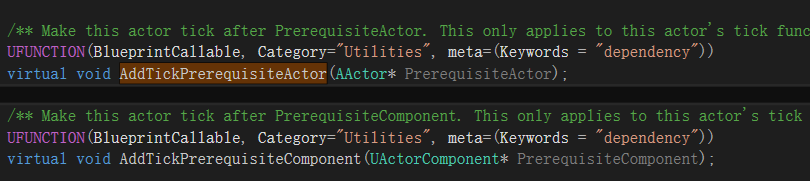 /** Make this actor tick after PrerequisiteActor. This only applies to this actor's tick func
UFUNCTION(BlueprintCallable, Category="Utilities", meta=(Keywords = "dependency"))
virtual void AddTickPrerequisiteActor(AActor* PrerequisiteActor);
/** Make this actor tick after PrerequisiteComponent. This only applies to this actor's tick
UFUNCTION(BlueprintCallable, Category="Utilities", meta=(Keywords = "dependency"))
virtual void AddTickPrerequisiteComponent(UActorComponent* PrerequisiteComponent);